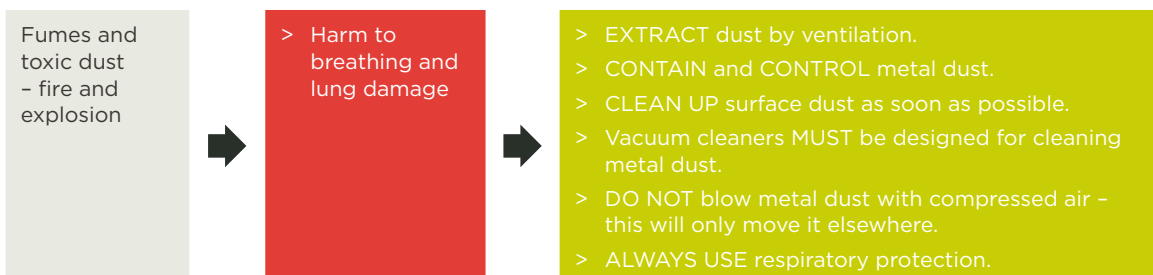 Fumes and
toxic dust
– fire and
explosion
> Harm to
breathing and
lung damage
> EXTRACT dust by ventilation.
> CONTAIN and CONTROL metal dust.
> CLEAN UP surface dust as soon as possible.
> Vacuum cleaners MUST be designed for cleaning
metal dust.
> DO NOT blow metal dust with compressed air –
this will only move it elsewhere.
> ALWAYS USE respiratory protection.